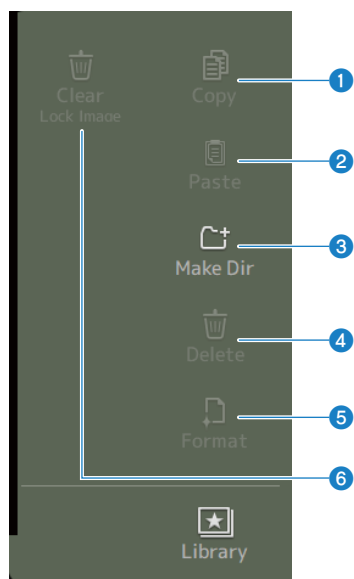 Clear
Lock Image
Copy
1
Paste
2
Make Dir
3
Delete
4
Format
5
6
Library